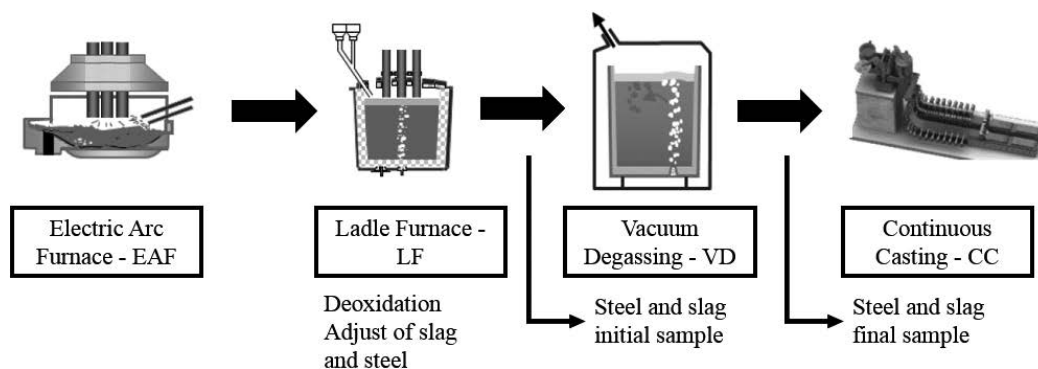 Electric Arc
Furnace - EAF
Ladle Furnace -
LF
Vacuum
Degassing - VD
Continuous
Casting - CC
Deoxidation
Adjust of slag
and steel
Steel and slag
initial sample
Steel and slag
final sample